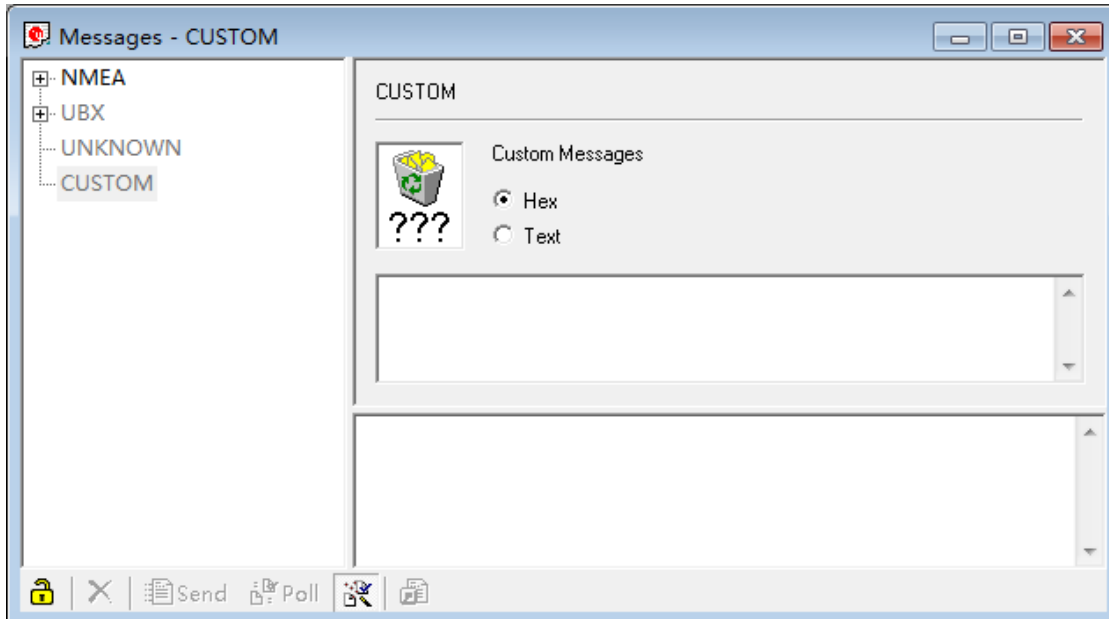 Messages - CUSTOM
NMEA
UBX
UNKNOWN
CUSTOM
CUSTOM
Custom Messages
Hex
???
Text
Send Poll